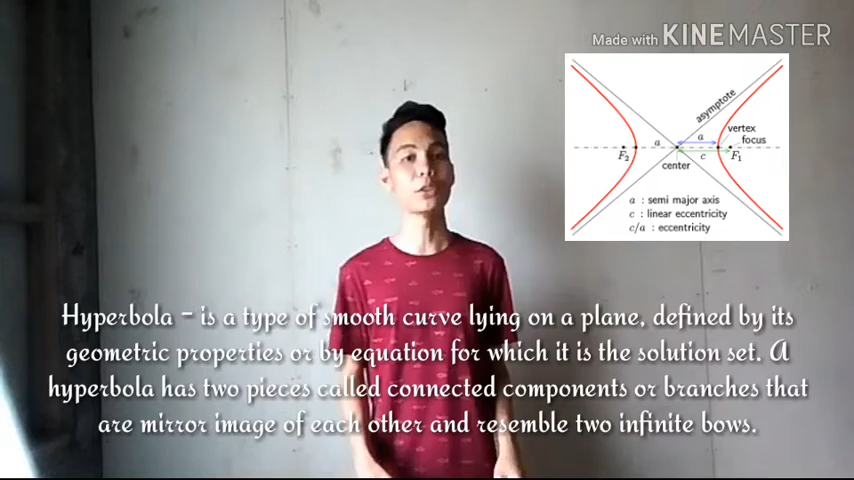 Made with KINEMASTER
asymptote
a
vertex
focus
a
c
F2
F1
center
a : semi major axis
c : linear eccentricity
c/a : eccentricity
Hyperbola - is a type of smooth curve lying on a plane, defined by its
geometric properties or by equation for which it is the solution set. A
hyperbola has two pieces called connected components or branches that
are mirror image of each other and resemble two infinite bows.